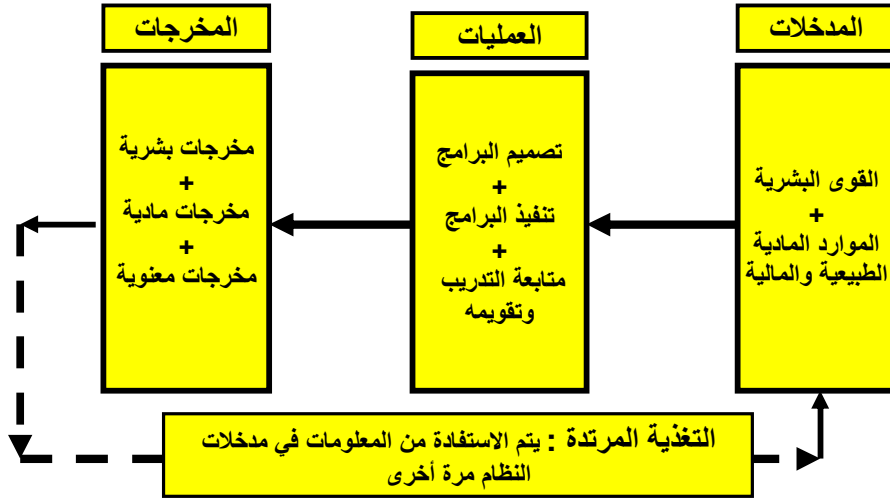 المدخلات
القوى البشرية
+
الموارد المادية
الطبيعية والمالية
العمليات
تصميم البرامج
+
تنفيذ البرامج
+
متابعة التدريب
وتقويمه
المخرجات
مخرجات بشرية
+
مخرجات مادية
+
مخرجات معنوية
التغذية المرتدة : يتم الاستفادة من المعلومات في مدخلات
النظام مرة أخرى